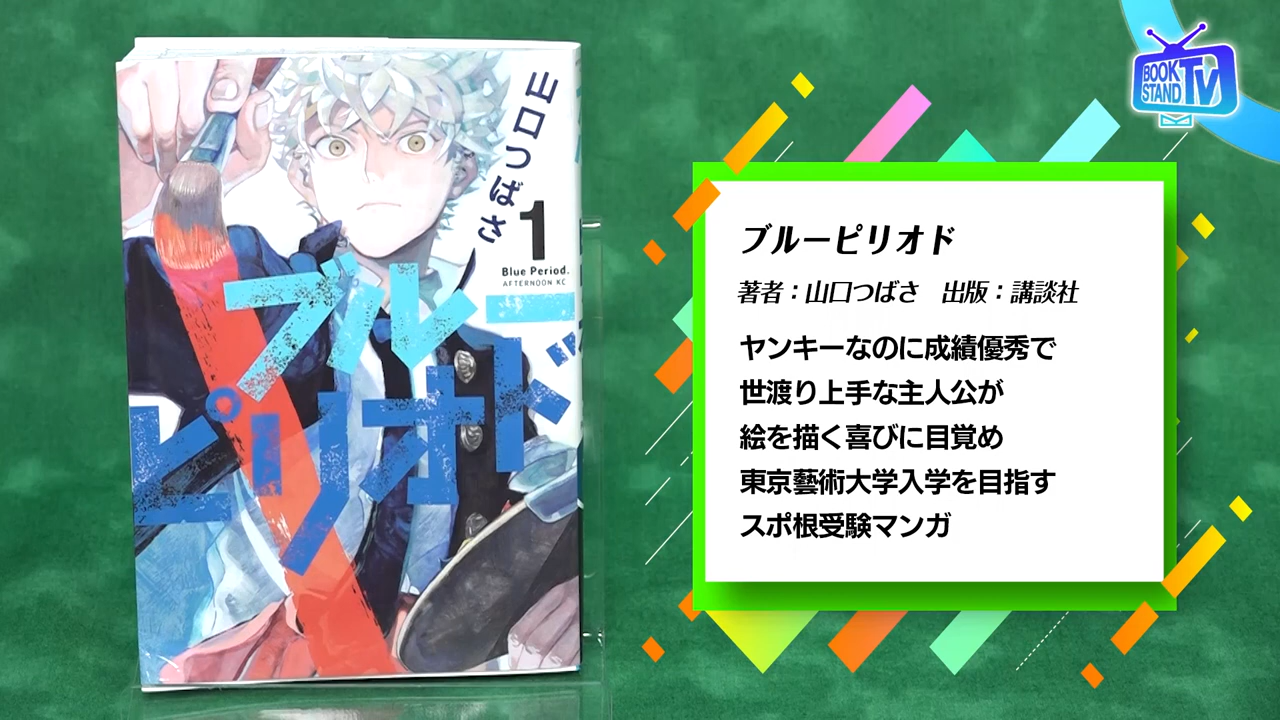 山口つばさ
1
Blue Period.
AFTERNOON KC
ブルー
ピリオド
BOOK
STAND
TV
ブルーピリオド
著者：山口つばさ　出版：講談社
ヤンキーなのに成績優秀で
世渡り上手な主人公が
絵を描く喜びに目覚め
東京藝術大学入学を目指す
スポ根受験マンガ